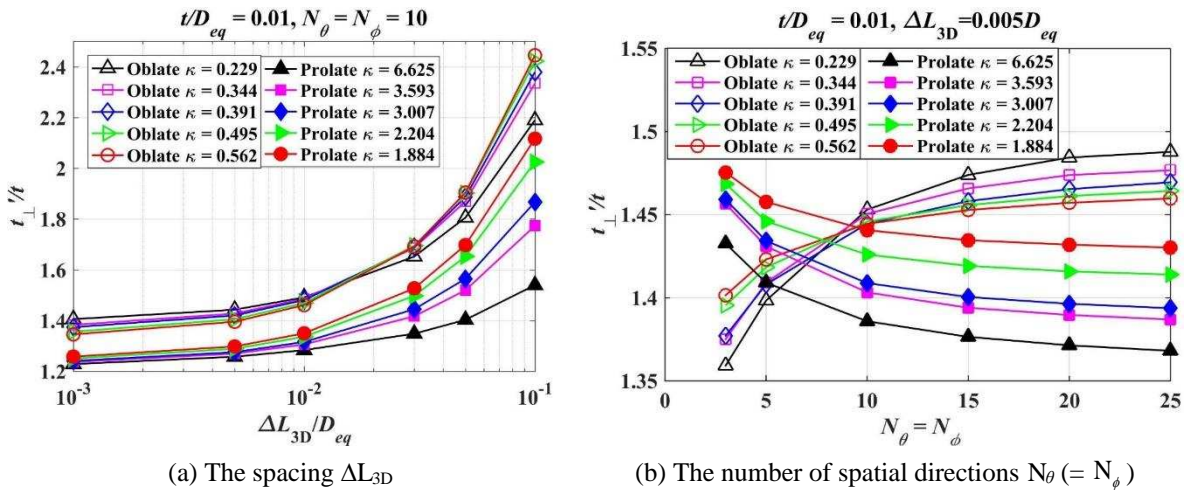 t/D_eq = 0.01, N_θ = N_ϕ = 10
2.4
2.2
2.0
1.8
1.6
1.4
1.2
t_⊥'/t
Oblate κ = 0.229
Oblate κ = 0.344
Oblate κ = 0.391
Oblate κ = 0.495
Oblate κ = 0.562
Prolate κ = 6.625
Prolate κ = 3.593
Prolate κ = 3.007
Prolate κ = 2.204
Prolate κ = 1.884
10^-3 10^-2 10^-1
ΔL_3D/D_eq
(a) The spacing ΔL3D
t/D_eq = 0.01, ΔL_3D=0.005D_eq
1.55
1.5
1.45
1.4
1.35
t_⊥'/t
Oblate κ = 0.229
Oblate κ = 0.344
Oblate κ = 0.391
Oblate κ = 0.495
Oblate κ = 0.562
Prolate κ = 6.625
Prolate κ = 3.593
Prolate κ = 3.007
Prolate κ = 2.204
Prolate κ = 1.884
0 5 10 15 20 25
N_θ = N_ϕ
(b) The number of spatial directions N_θ (= N_ϕ )